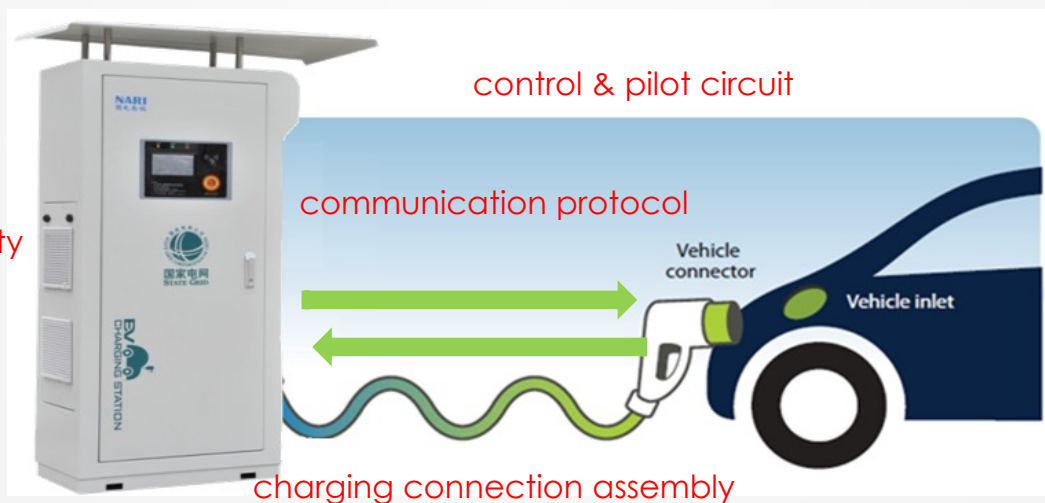 control & pilot circuit
NARI
communication protocol
ty
国家电网
STATE GRID
Vehicle
connector
Vehicle inlet
EV
CHARGING STATION
charging connection assembly